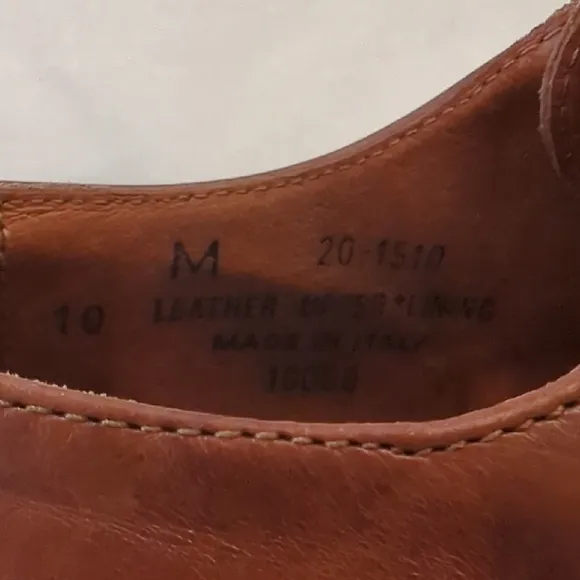 M 20-1510
10 LEATHER UPPER + LINING
MADE IN ITALY